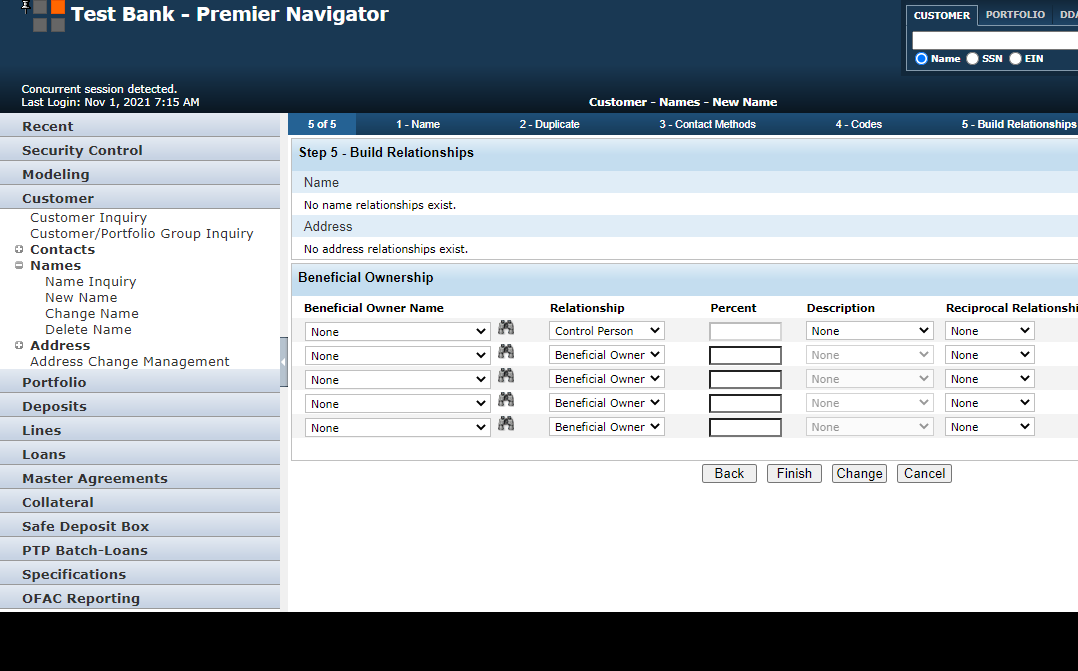 Test Bank - Premier Navigator
CUSTOMER PORTFOLIO DDA
Name SSN EIN
Concurrent session detected.
Last Login: Nov 1, 2021 7:15 AM
Customer - Names - New Name
5 of 5 1 - Name 2 - Duplicate 3 - Contact Methods 4 - Codes 5 - Build Relationships
Recent
Security Control
Modeling
Customer
Customer Inquiry
Customer/Portfolio Group Inquiry
Contacts
Names
Name Inquiry
New Name
Change Name
Delete Name
Address
Address Change Management
Portfolio
Deposits
Lines
Loans
Master Agreements
Collateral
Safe Deposit Box
PTP Batch-Loans
Specifications
OFAC Reporting
Step 5 - Build Relationships
Name
No name relationships exist.
Address
No address relationships exist.
Beneficial Ownership
Beneficial Owner Name Relationship Percent Description Reciprocal Relationshi
None Control Person None None
None Beneficial Owner None None
None Beneficial Owner None None
None Beneficial Owner None None
None Beneficial Owner None None
Back Finish Change Cancel